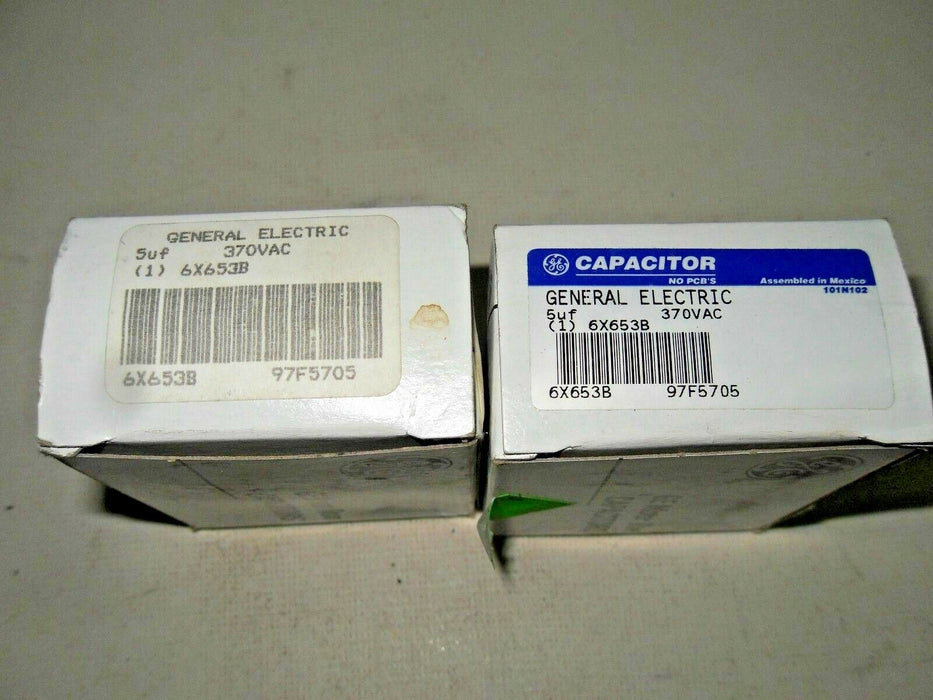 GENERAL ELECTRIC
5uf 370VAC
(1) 6X653B
6X653B 97F5705
GE CAPACITOR
NO PCB'S Assembled in Mexico
101N102
GENERAL ELECTRIC
5uf 370VAC
(1) 6X653B
6X653B 97F5705